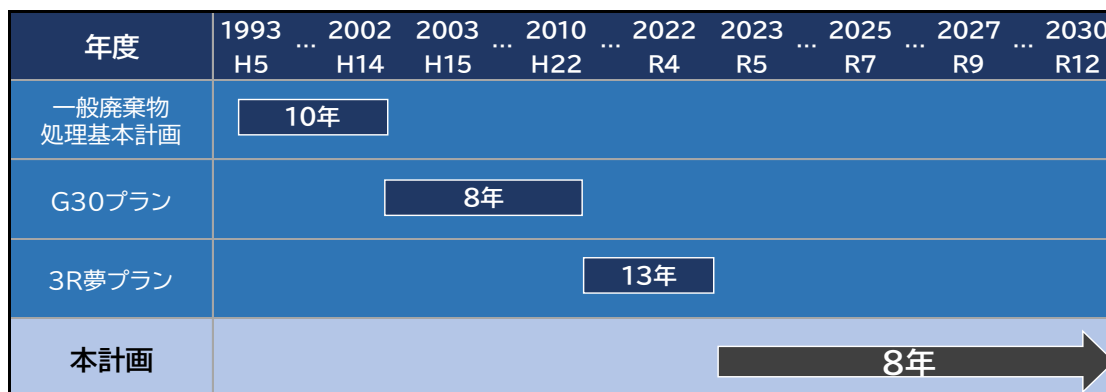 年度
1993 … 2002 2003 … 2010 … 2022 2023 … 2025 … 2027 … 2030
H5 H14 H15 H22 R4 R5 R7 R9 R12
一般廃棄物
処理基本計画
10年
G30プラン
8年
3R夢プラン
13年
本計画
8年